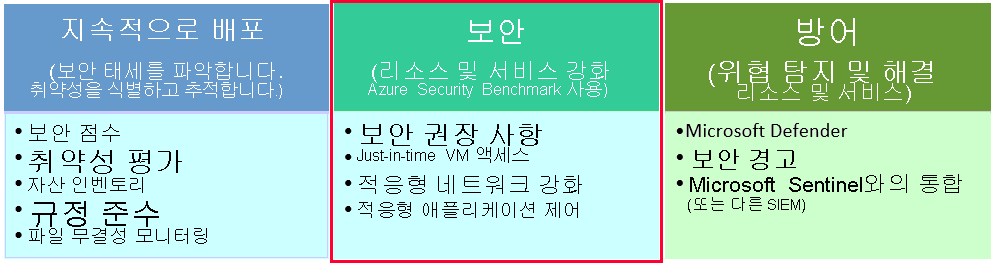 지속적으로 배포
(보안 태세를 파악합니다.
취약성을 식별하고 추적합니다.)
• 보안 점수
• 취약성 평가
• 자산 인벤토리
• 규정 준수
• 파일 무결성 모니터링
보안
(리소스 및 서비스 강화
Azure Security Benchmark 사용)
• 보안 권장 사항
• Just-in-time VM 액세스
• 적응형 네트워크 강화
• 적응형 애플리케이션 제어
방어
(위협 탐지 및 해결
리소스 및 서비스)
•Microsoft Defender
• 보안 경고
• Microsoft Sentinel와의 통합
(또는 다른 SIEM)